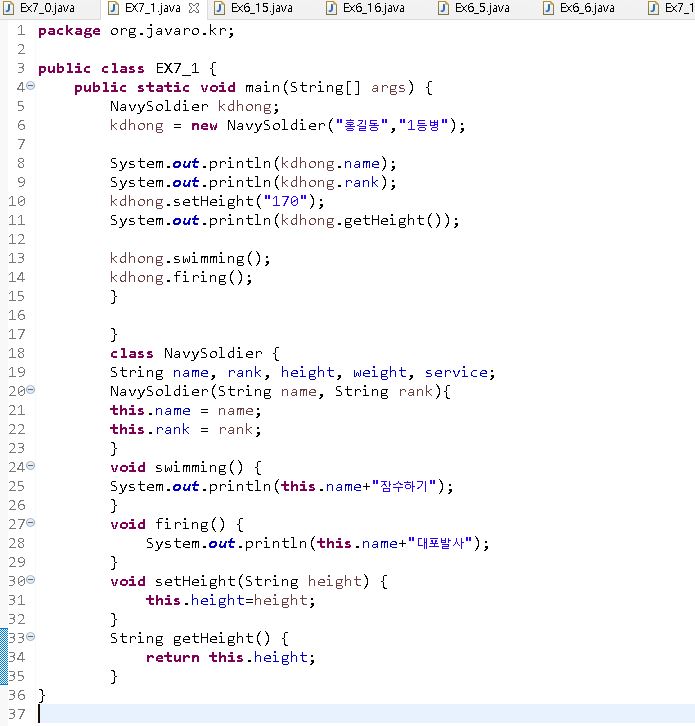 Ex7_0.java EX7_1.java Ex6_15.java Ex6_16.java Ex6_5.java Ex6_6.java Ex7_1
1 package org.javaro.kr;
2
3 public class EX7_1 {
4 public static void main(String[] args) {
5 NavySoldier kdhong;
6 kdhong = new NavySoldier("홍길동","1등병");
7
8 System.out.println(kdhong.name);
9 System.out.println(kdhong.rank);
10 kdhong.setHeight("170");
11 System.out.println(kdhong.getHeight());
12
13 kdhong.swimming();
14 kdhong.firing();
15 }
16
17 }
18 class NavySoldier {
19 String name, rank, height, weight, service;
20 NavySoldier(String name, String rank){
21 this.name = name;
22 this.rank = rank;
23 }
24 void swimming() {
25 System.out.println(this.name+"잠수하기");
26 }
27 void firing() {
28 System.out.println(this.name+"대포발사");
29 }
30 void setHeight(String height) {
31 this.height=height;
32 }
33 String getHeight() {
34 return this.height;
35 }
36 }
37